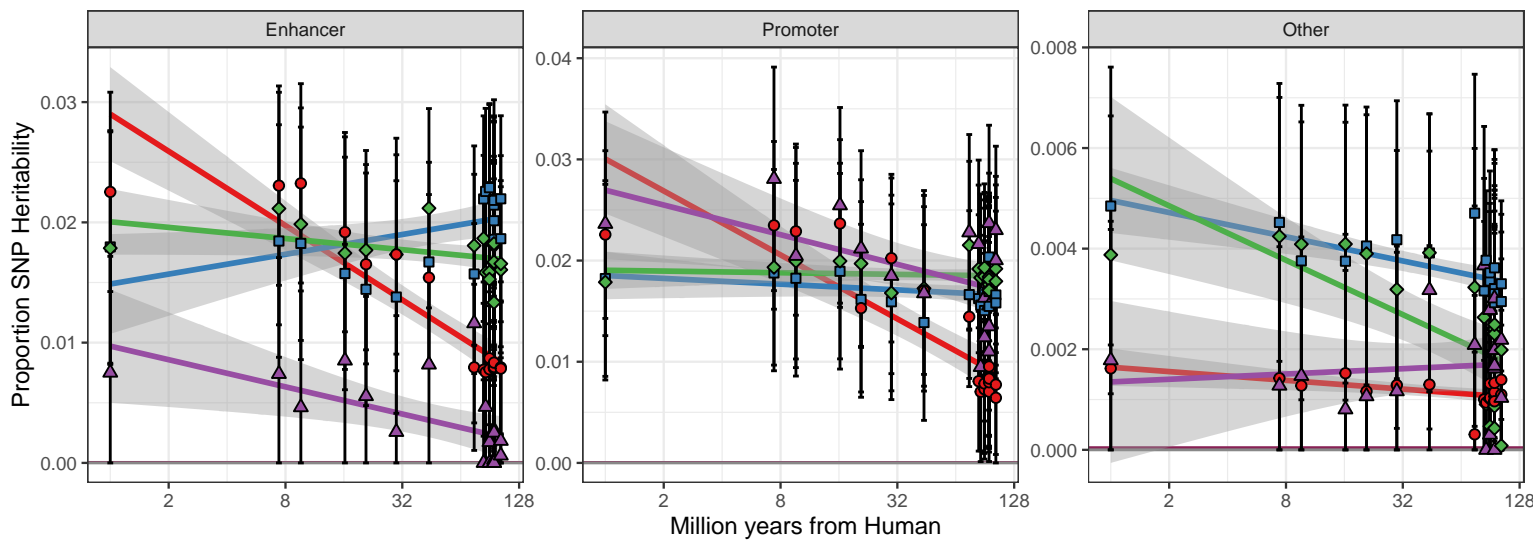 Enhancer
Promoter
Other
Proportion SNP Heritability
0.03
0.02
0.01
0.00
0.04
0.03
0.02
0.01
0.00
0.008
0.006
0.004
0.002
0.000
2 8 32 128
2 8 32 128
2 8 32 128
Million years from Human